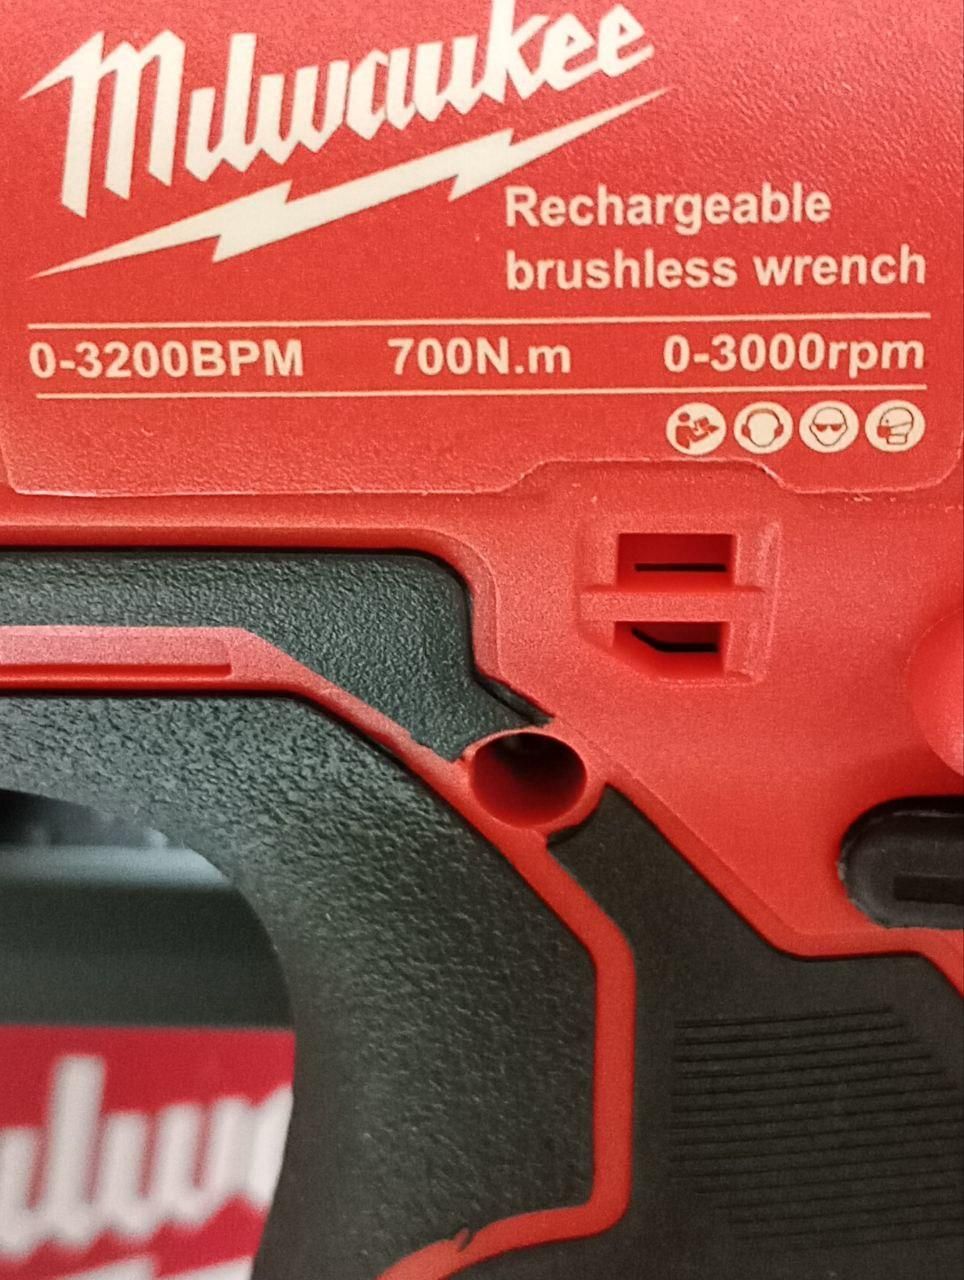 Milwaukee
Rechargeable
brushless wrench
0-3200BPM 700N.m 0-3000rpm